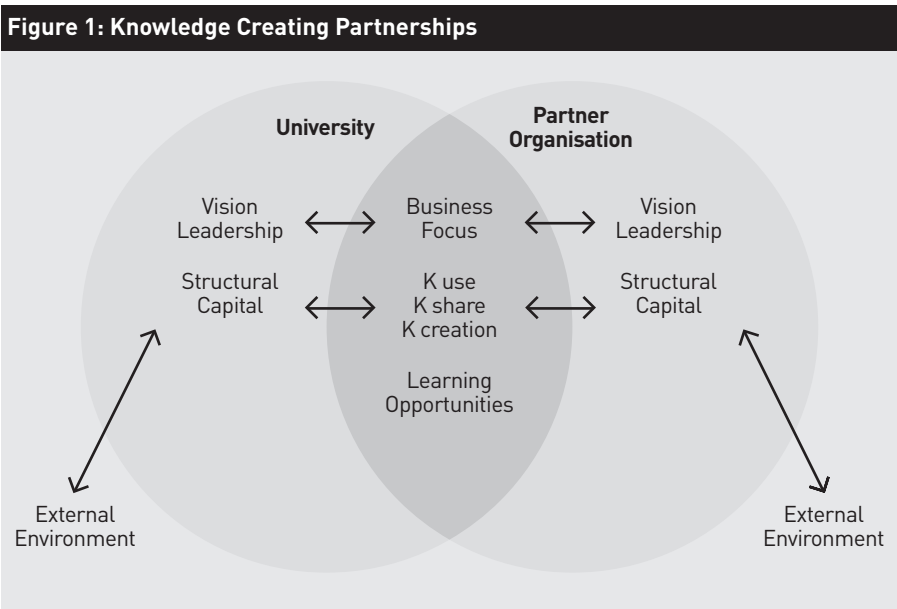 Figure 1: Knowledge Creating Partnerships
University
Partner
Organisation
Vision
Leadership
Business
Focus
Vision
Leadership
Structural
Capital
K use
K share
K creation
Structural
Capital
Learning
Opportunities
External
Environment
External
Environment